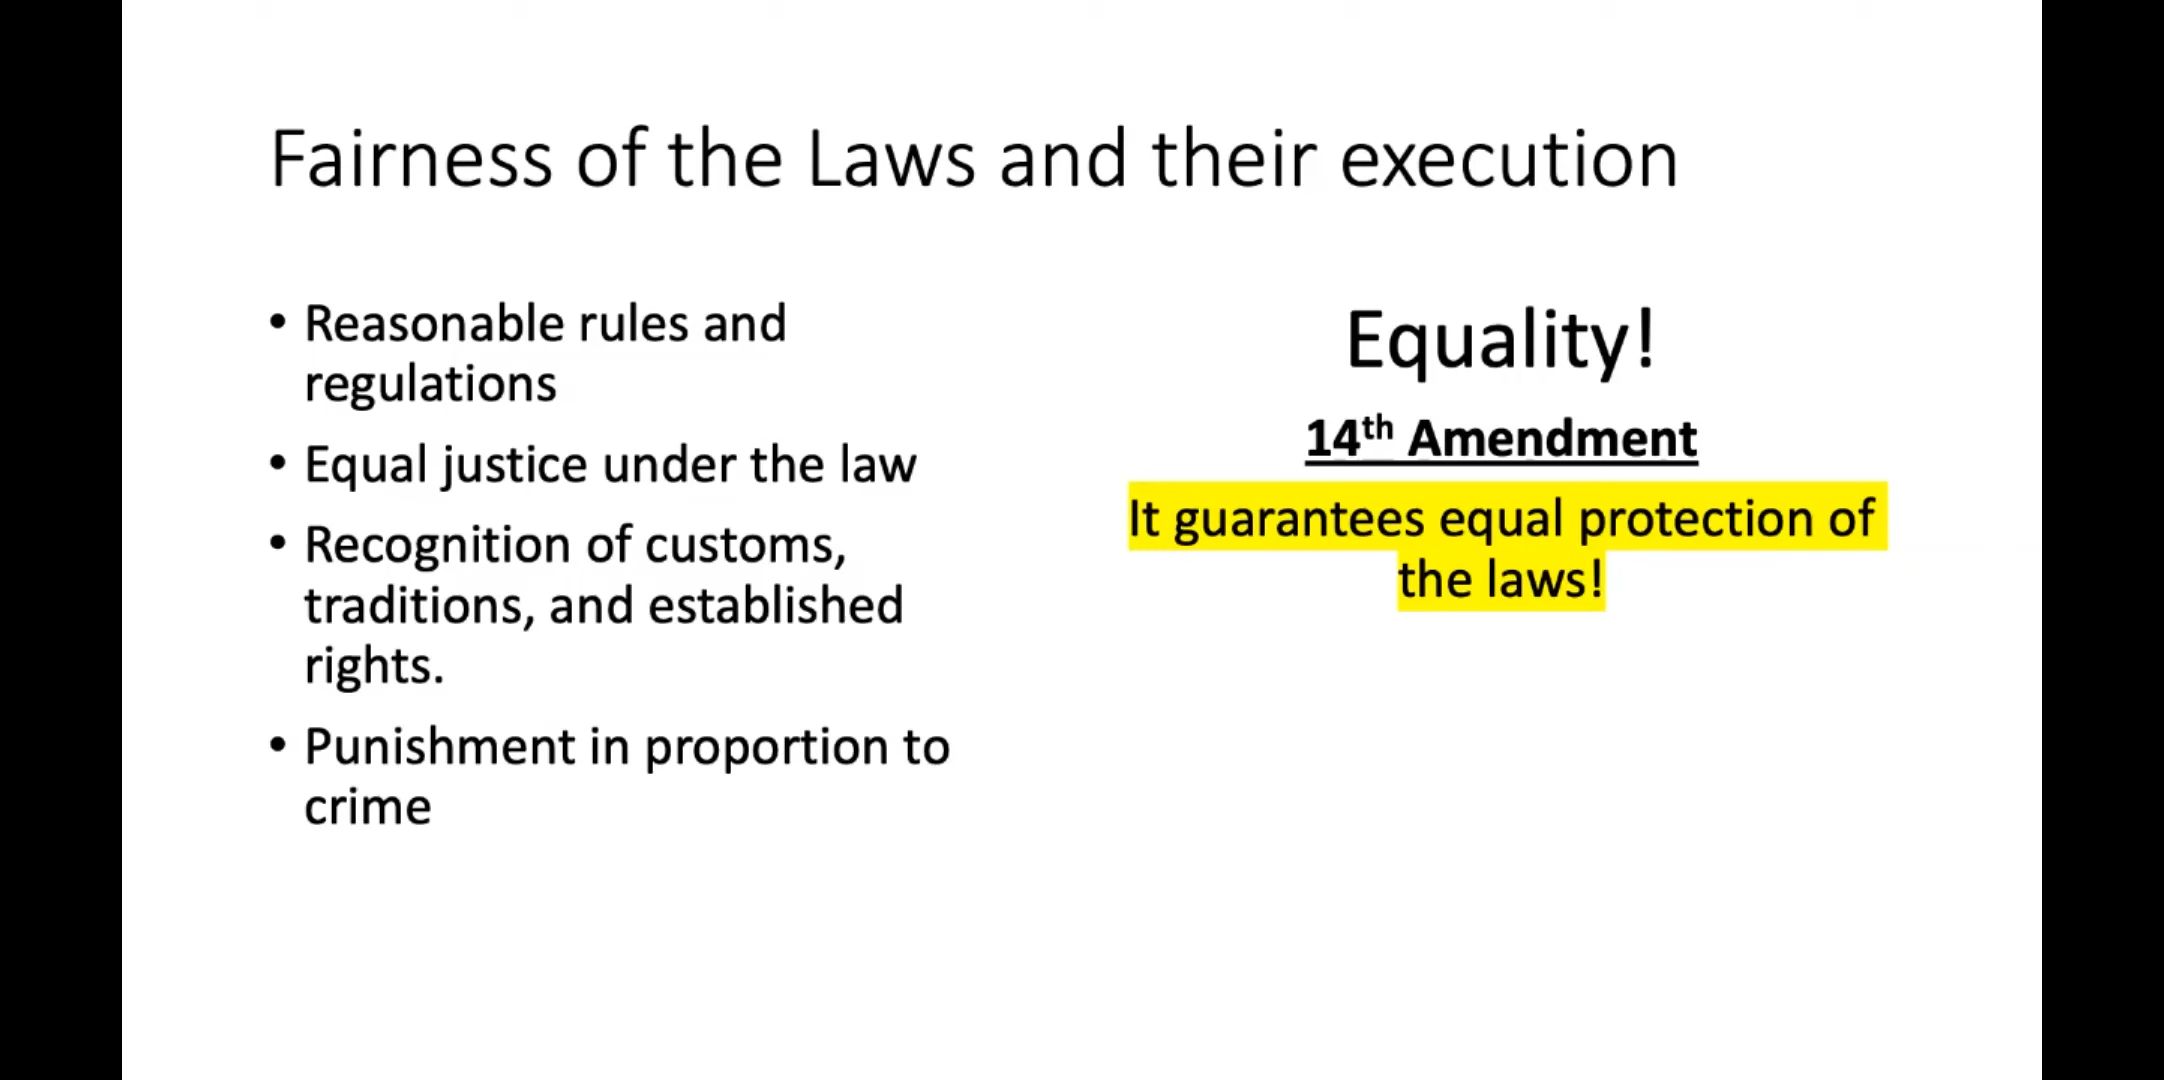 Fairness of the Laws and their execution
• Reasonable rules and
regulations
• Equal justice under the law
• Recognition of customs,
traditions, and established
rights.
• Punishment in proportion to
crime
Equality!
14th Amendment
It guarantees equal protection of
the laws!